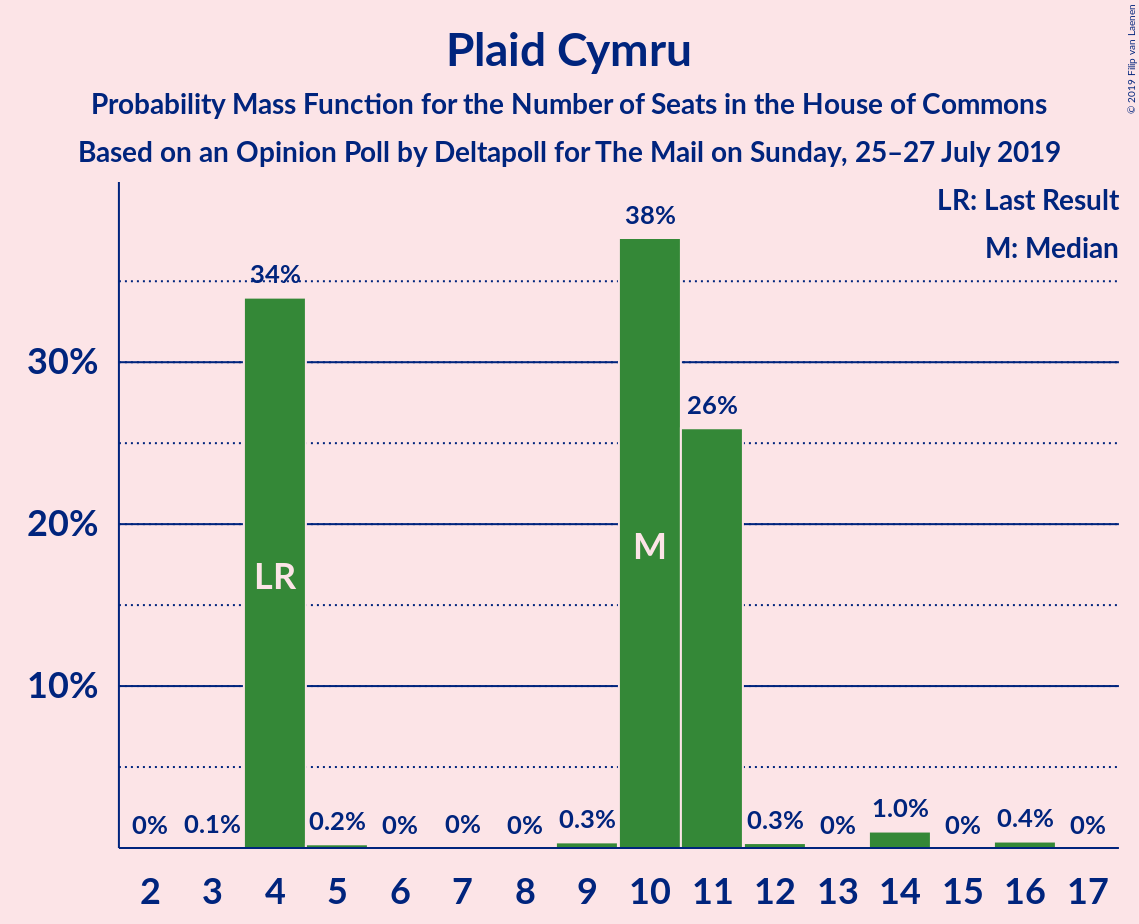 © 2019 Filip van Laenen
Plaid Cymru
Probability Mass Function for the Number of Seats in the House of Commons
Based on an Opinion Poll by Deltapoll for The Mail on Sunday, 25–27 July 2019
LR: Last Result
M: Median
38%
34%
30%
26%
20%
M
LR
10%
0% 0.1% 0.2% 0% 0% 0% 0.3% 0.3% 0% 1.0% 0% 0.4% 0%
2 3 4 5 6 7 8 9 10 11 12 13 14 15 16 17